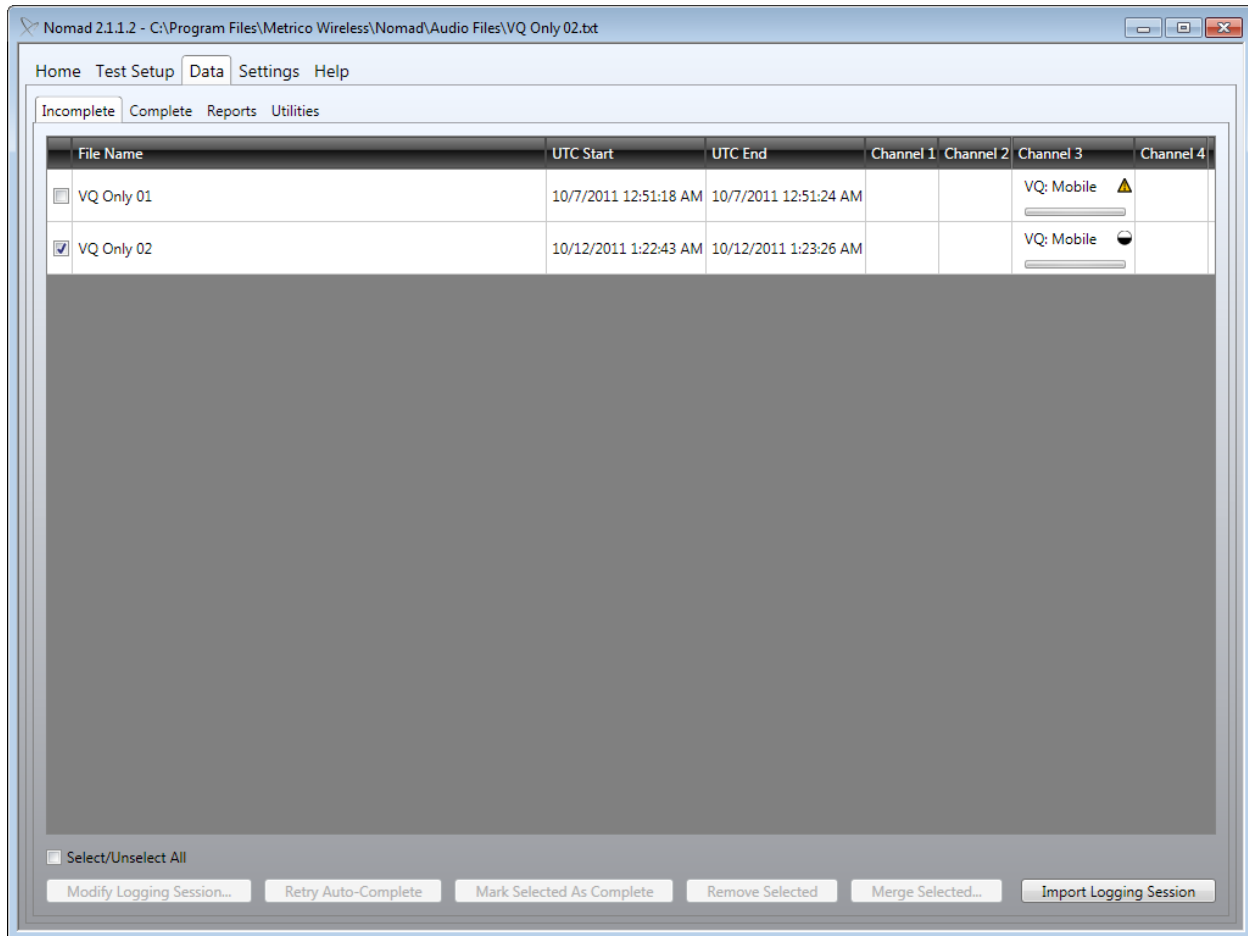 Nomad 2.1.1.2 - C:\Program Files\Metrico Wireless\Nomad\Audio Files\VQ Only 02.txt
Home Test Setup Data Settings Help
Incomplete Complete Reports Utilities
File Name UTC Start UTC End Channel 1 Channel 2 Channel 3 Channel 4
VQ Only 01 10/7/2011 12:51:18 AM 10/7/2011 12:51:24 AM VQ: Mobile
VQ Only 02 10/12/2011 1:22:43 AM 10/12/2011 1:23:26 AM VQ: Mobile
Select/Unselect All
Modify Logging Session... Retry Auto-Complete Mark Selected As Complete Remove Selected Merge Selected... Import Logging Session